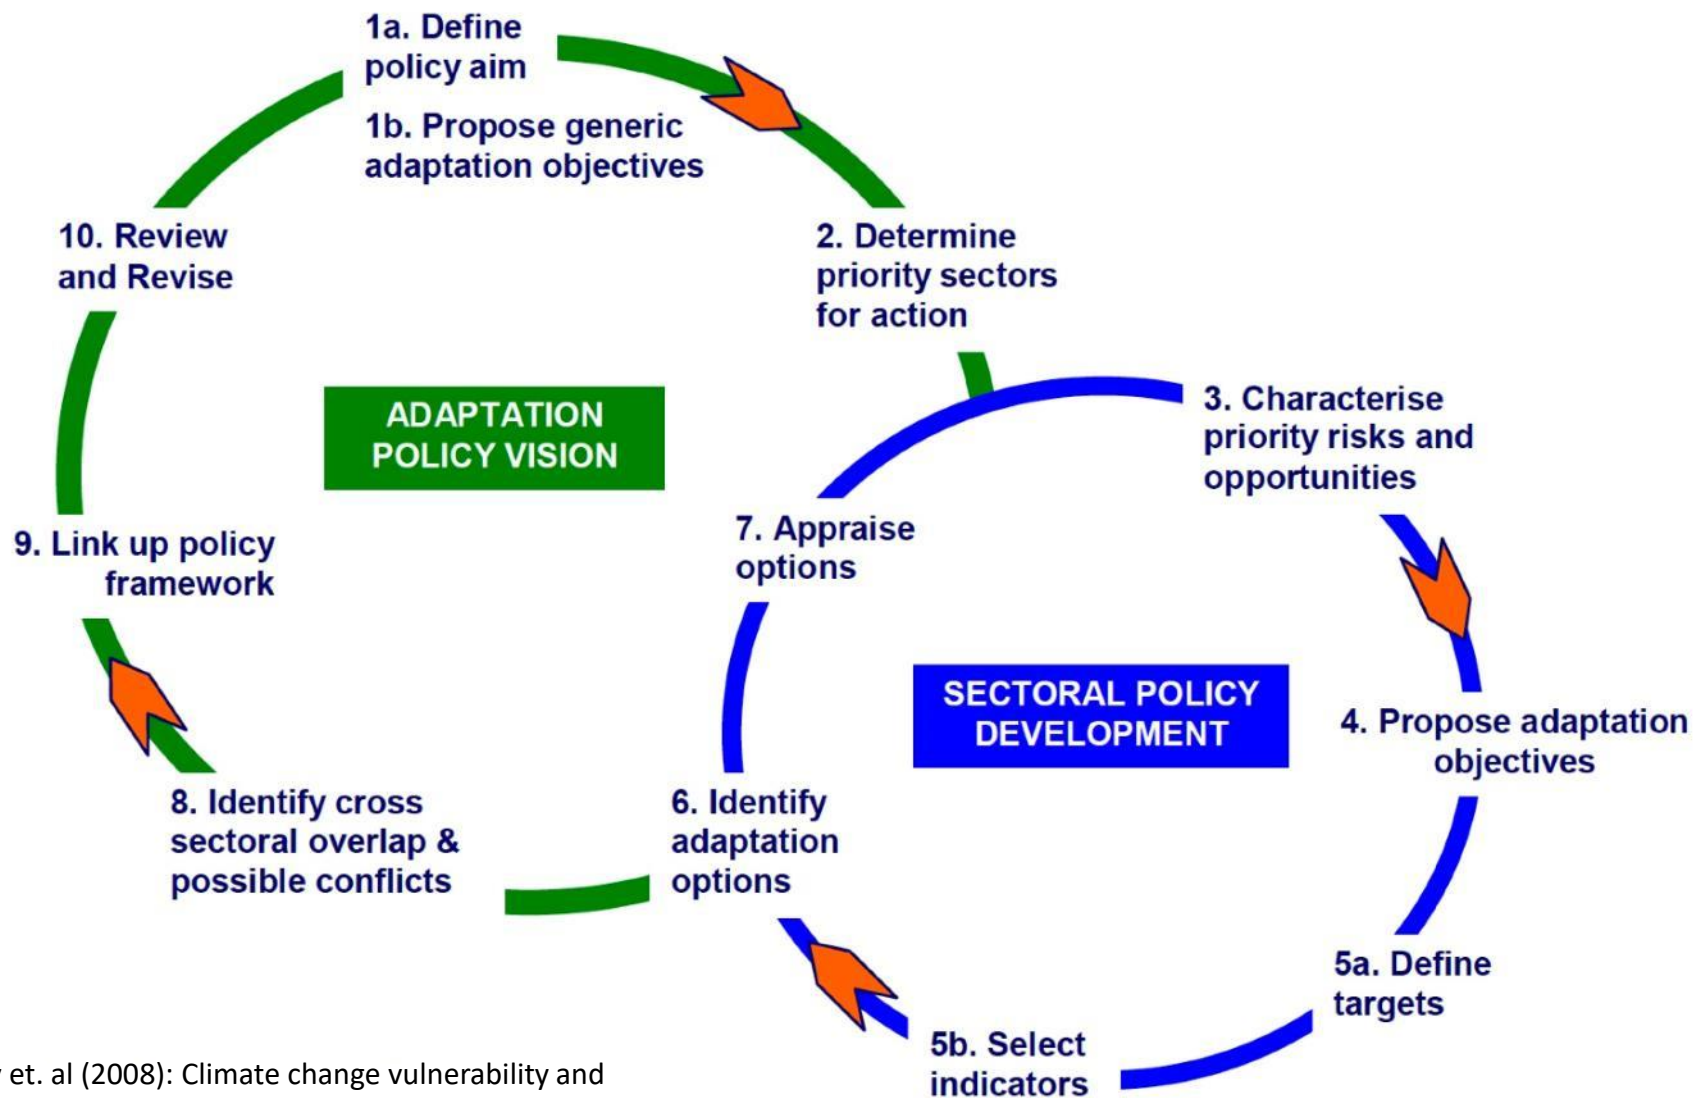 1a. Define
policy aim
1b. Propose generic
adaptation objectives
2. Determine
priority sectors
for action
3. Characterise
priority risks and
opportunities
4. Propose adaptation
objectives
5a. Define
targets
5b. Select
indicators
6. Identify
adaptation
options
7. Appraise
options
8. Identify cross
sectoral overlap &
possible conflicts
9. Link up policy
framework
10. Review
and Revise
ADAPTATION
POLICY VISION
SECTORAL POLICY
DEVELOPMENT
et. al (2008): Climate change vulnerability and